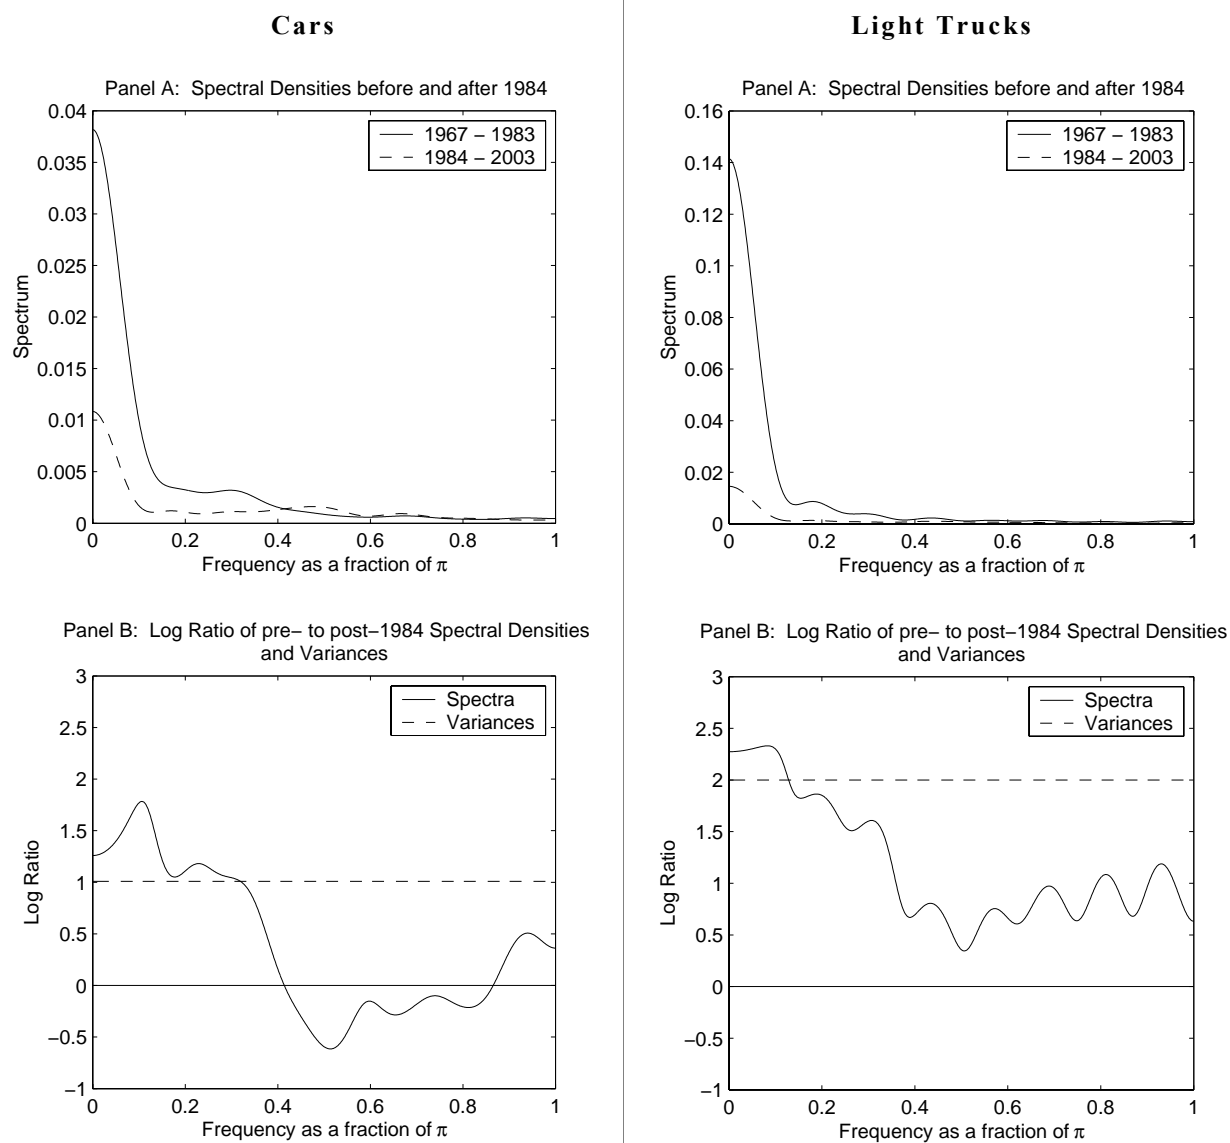 Cars
Panel A: Spectral Densities before and after 1984
0.04
0.035
0.03
0.025
0.02
0.015
0.01
0.005
0
Spectrum
1967 – 1983
1984 – 2003
0 0.2 0.4 0.6 0.8 1
Frequency as a fraction of π
Panel B: Log Ratio of pre– to post–1984 Spectral Densities
and Variances
3
2.5
2
1.5
1
0.5
0
–0.5
–1
Log Ratio
Spectra
Variances
0 0.2 0.4 0.6 0.8 1
Frequency as a fraction of π
Light Trucks
Panel A: Spectral Densities before and after 1984
0.16
0.14
0.12
0.1
0.08
0.06
0.04
0.02
0
Spectrum
1967 – 1983
1984 – 2003
0 0.2 0.4 0.6 0.8 1
Frequency as a fraction of π
Panel B: Log Ratio of pre– to post–1984 Spectral Densities
and Variances
3
2.5
2
1.5
1
0.5
0
–0.5
–1
Log Ratio
Spectra
Variances
0 0.2 0.4 0.6 0.8 1
Frequency as a fraction of π